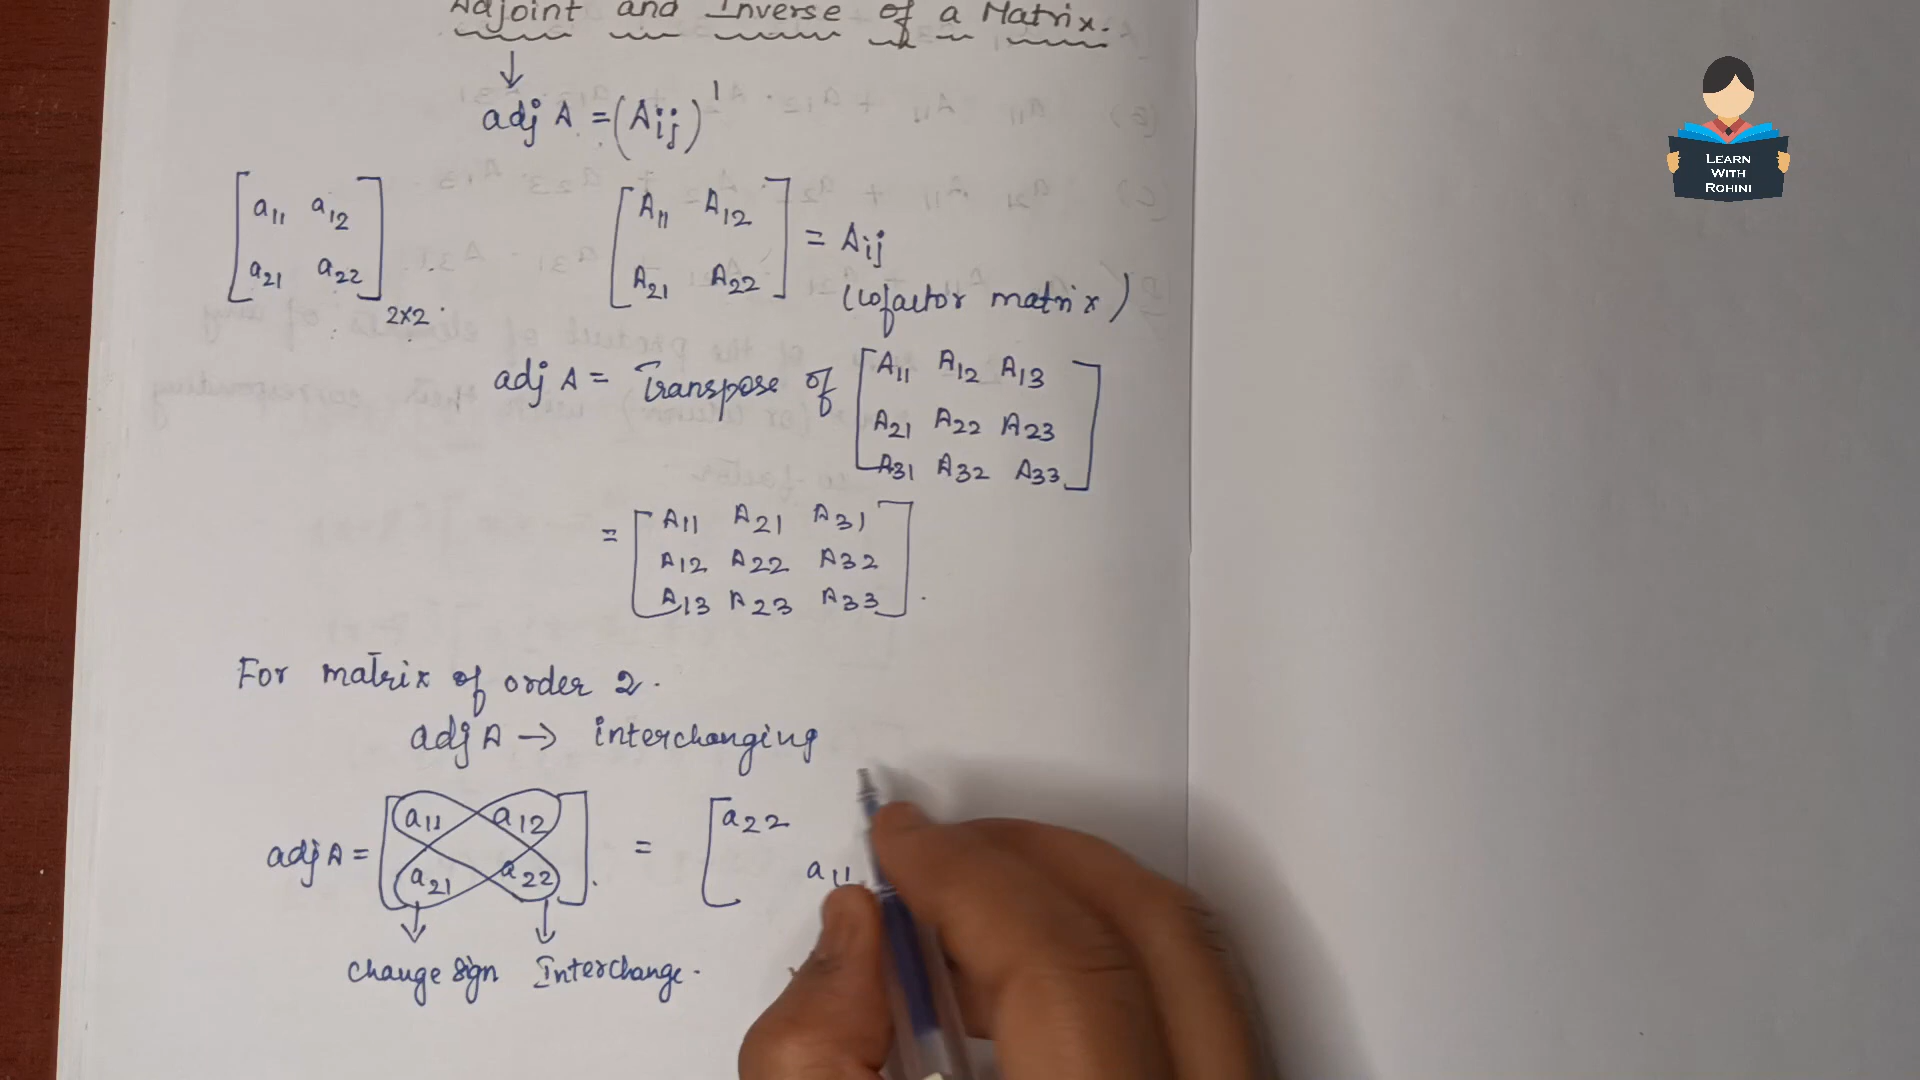 Adjoint and Inverse of a Matrix.
adj A = (Aij)'
[a11 a12
a21 a22] 2x2
[A11 A12
A21 A22] = Aij
(cofactor matrix)
adj A = Transpose of [A11 A12 A13
A21 A22 A23
A31 A32 A33]
= [A11 A21 A31
A12 A22 A32
A13 A23 A33].
For matrix of order 2.
adj A → interchanging
adj A = [a11 a12
a21 a22]. = [a22
a11
change sign Interchange.
LEARN
WITH
ROHINI